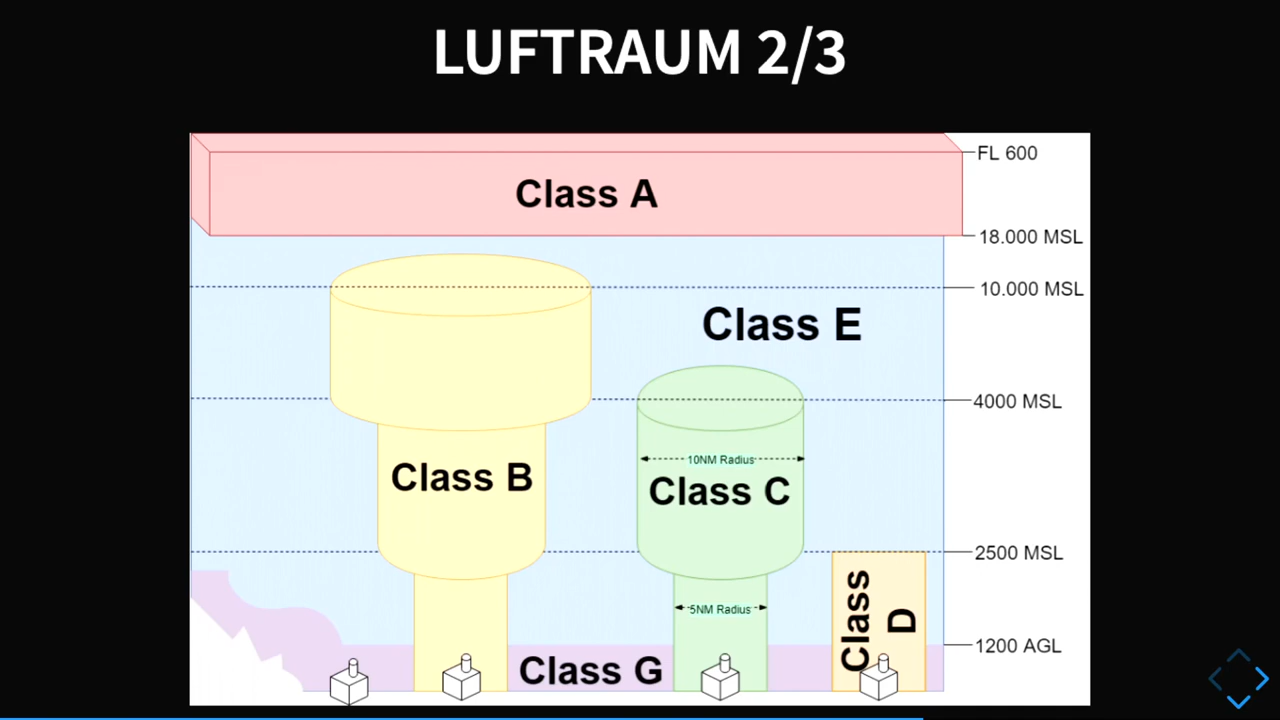 LUFTRAUM 2/3
FL 600
Class A
18.000 MSL
10.000 MSL
Class E
4000 MSL
10NM Radius
Class B
Class C
2500 MSL
Class
D
5NM Radius
1200 AGL
Class G